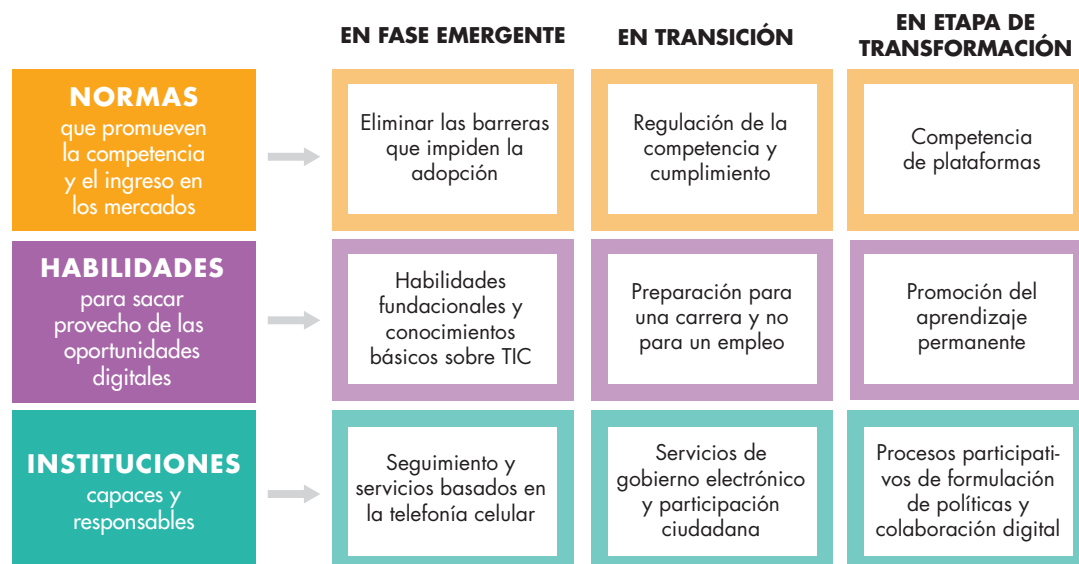 EN FASE EMERGENTE
EN TRANSICIÓN
EN ETAPA DE
TRANSFORMACIÓN
NORMAS
que promueven
la competencia
y el ingreso en
los mercados
Eliminar las barreras
que impiden la
adopción
Regulación de la
competencia y
cumplimiento
Competencia
de plataformas
HABILIDADES
para sacar
provecho de las
oportunidades
digitales
Habilidades
fundacionales y
conocimientos
básicos sobre TIC
Preparación para
una carrera y no
para un empleo
Promoción del
aprendizaje
permanente
INSTITUCIONES
capaces y
responsables
Seguimiento y
servicios basados en
la telefonía celular
Servicios de
gobierno electrónico
y participación
ciudadana
Procesos participati-
vos de formulación
de políticas y
colaboración digital